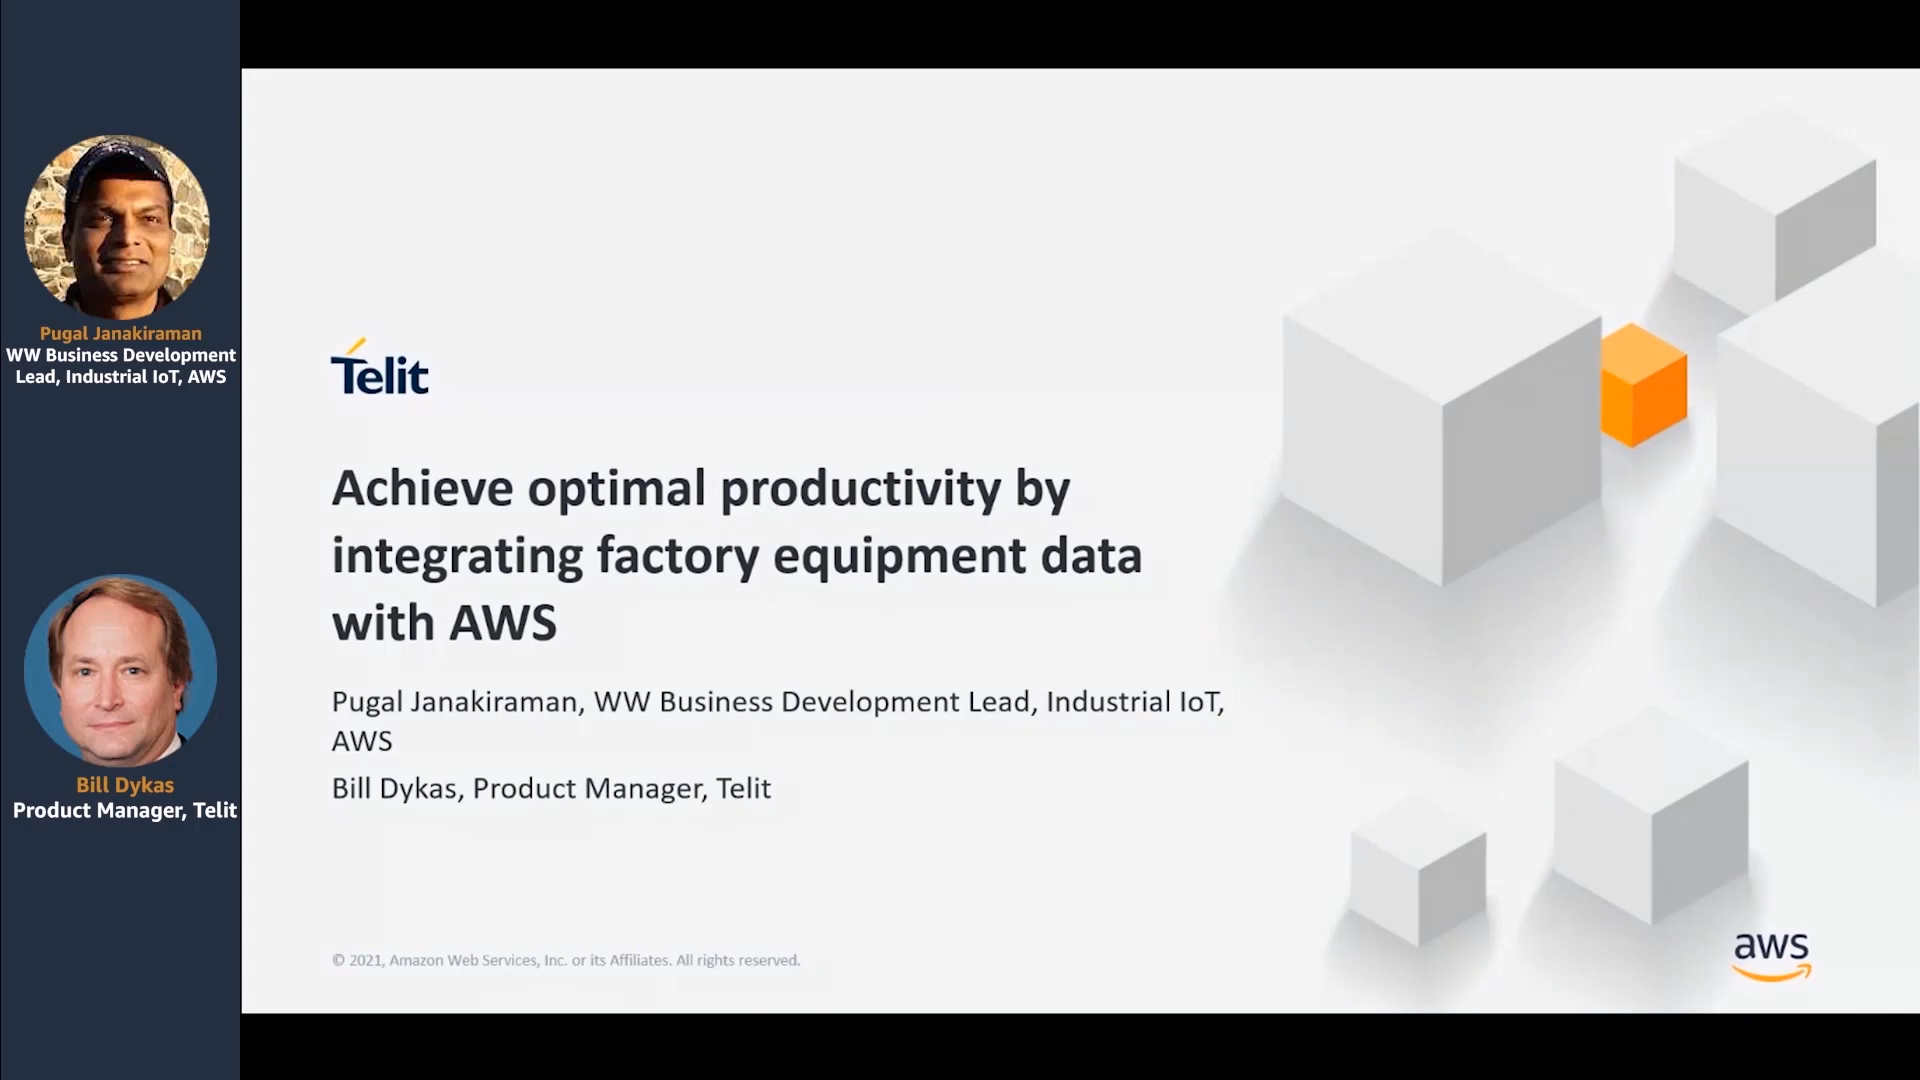 Pugal Janakiraman
WW Business Development
Lead, Industrial IoT, AWS
Bill Dykas
Product Manager, Telit
Telit
Achieve optimal productivity by
integrating factory equipment data
with AWS
Pugal Janakiraman, WW Business Development Lead, Industrial IoT,
AWS
Bill Dykas, Product Manager, Telit
© 2021, Amazon Web Services, Inc. or its Affiliates. All rights reserved.
aws